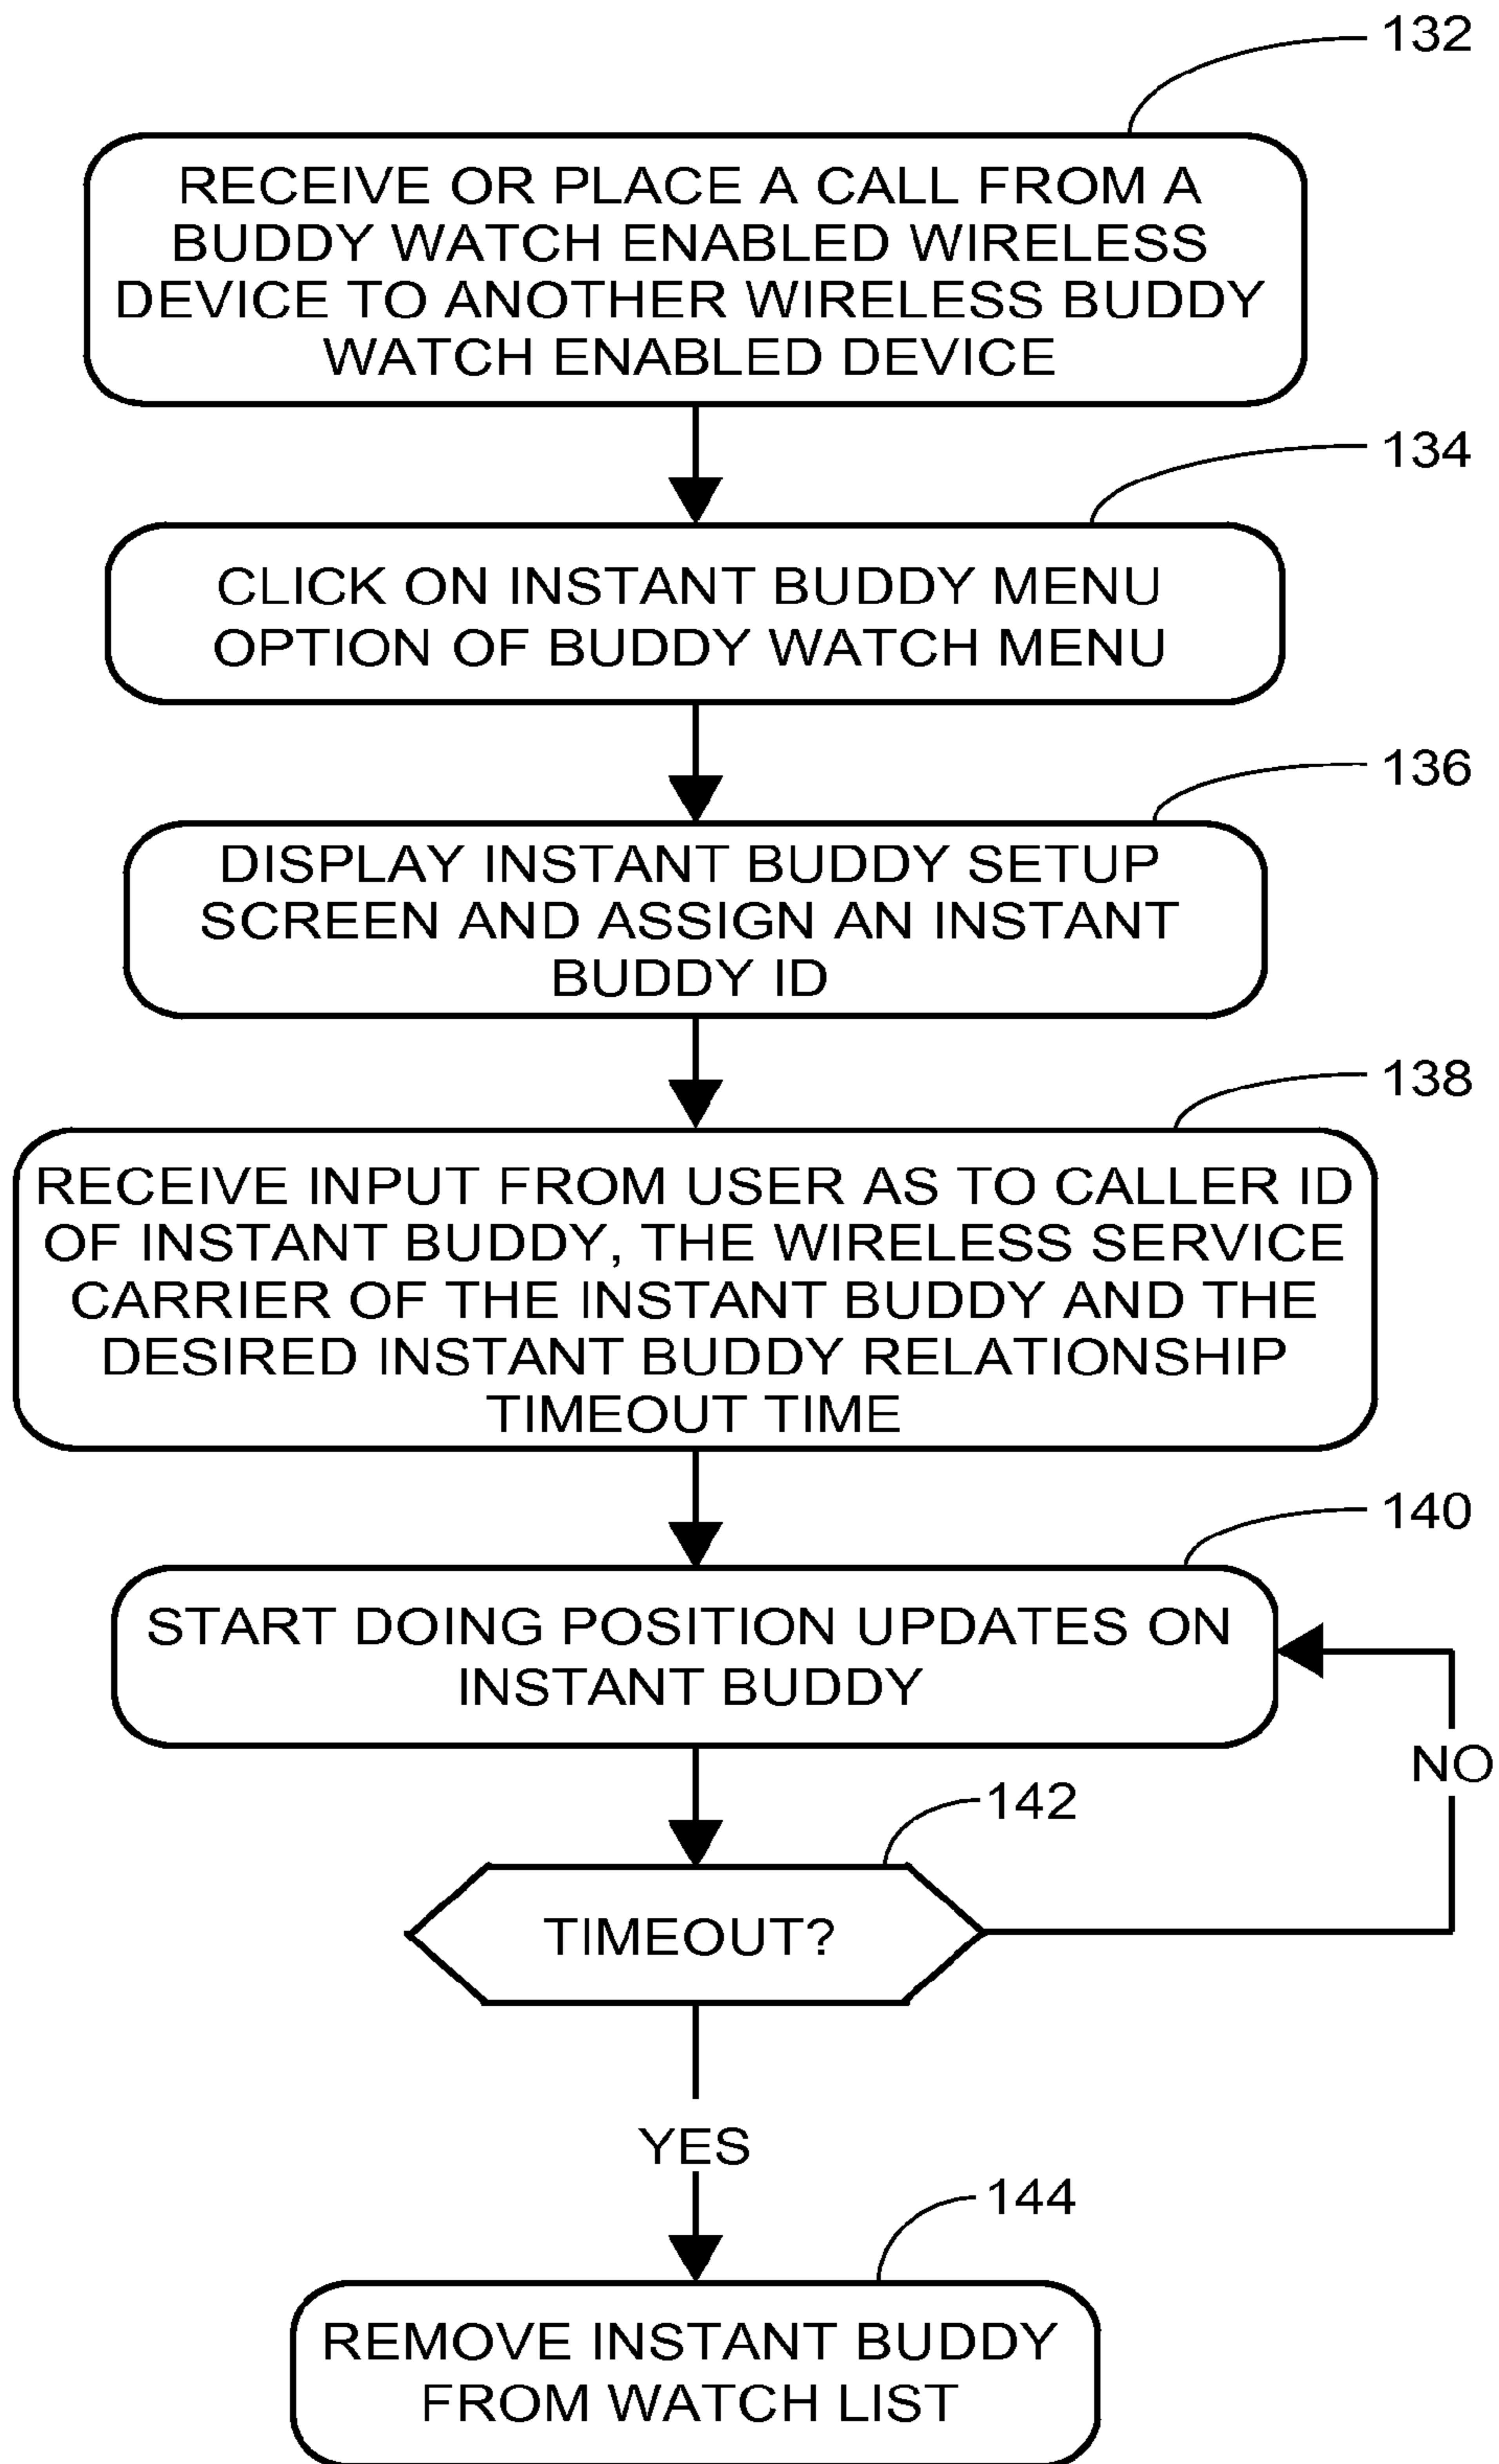 132
RECEIVE OR PLACE A CALL FROM A
BUDDY WATCH ENABLED WIRELESS
DEVICE TO ANOTHER WIRELESS BUDDY
WATCH ENABLED DEVICE
134
CLICK ON INSTANT BUDDY MENU
OPTION OF BUDDY WATCH MENU
136
DISPLAY INSTANT BUDDY SETUP
SCREEN AND ASSIGN AN INSTANT
BUDDY ID
138
RECEIVE INPUT FROM USER AS TO CALLER ID
OF INSTANT BUDDY, THE WIRELESS SERVICE
CARRIER OF THE INSTANT BUDDY AND THE
DESIRED INSTANT BUDDY RELATIONSHIP
TIMEOUT TIME
140
START DOING POSITION UPDATES ON
INSTANT BUDDY
NO
142
TIMEOUT?
YES
144
REMOVE INSTANT BUDDY
FROM WATCH LIST